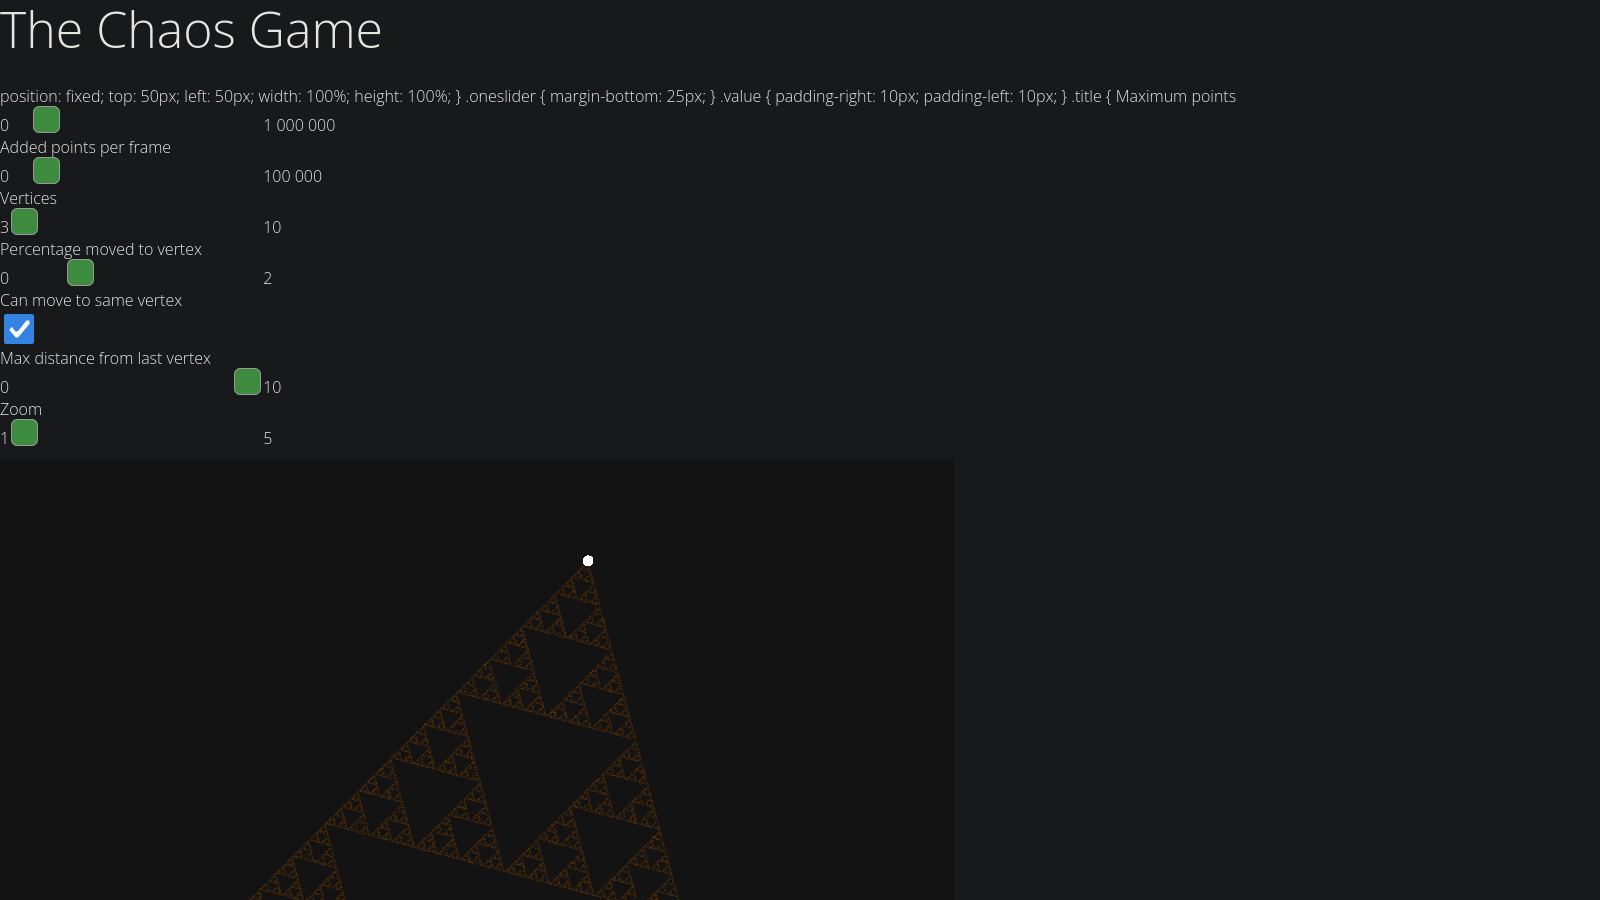 The Chaos Game
position: fixed; top: 50px; left: 50px; width: 100%; height: 100%; } .oneslider { margin-bottom: 25px; } .value { padding-right: 10px; padding-left: 10px; } .title { Maximum points
0 1 000 000
Added points per frame
0 100 000
Vertices
3 10
Percentage moved to vertex
0 2
Can move to same vertex
Max distance from last vertex
0 10
Zoom
1 5